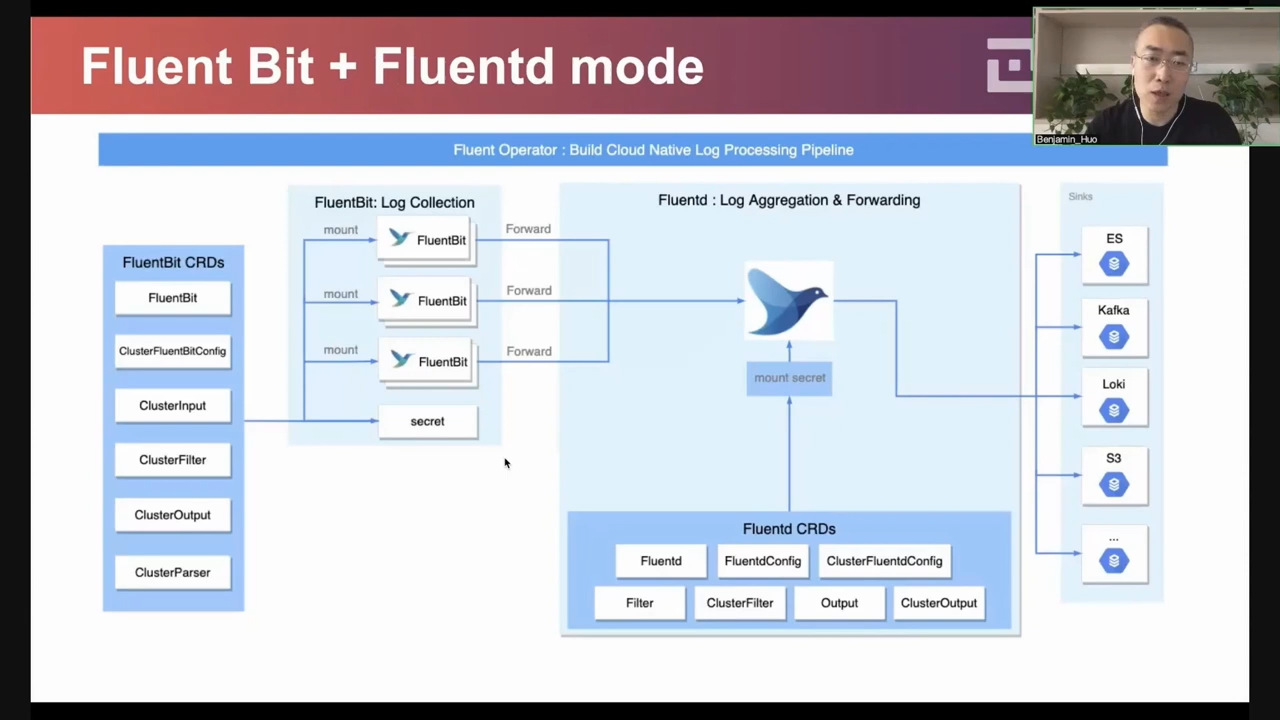 Fluent Bit + Fluentd mode
Benjamin_Huo
Fluent Operator : Build Cloud Native Log Processing Pipeline
FluentBit CRDs
FluentBit
ClusterFluentBitConfig
ClusterInput
ClusterFilter
ClusterOutput
ClusterParser
FluentBit: Log Collection
mount
FluentBit
Forward
mount
FluentBit
Forward
mount
FluentBit
Forward
secret
Fluentd : Log Aggregation & Forwarding
mount secret
Fluentd CRDs
Fluentd
FluentdConfig
ClusterFluentdConfig
Filter
ClusterFilter
Output
ClusterOutput
Sinks
ES
Kafka
Loki
S3
...